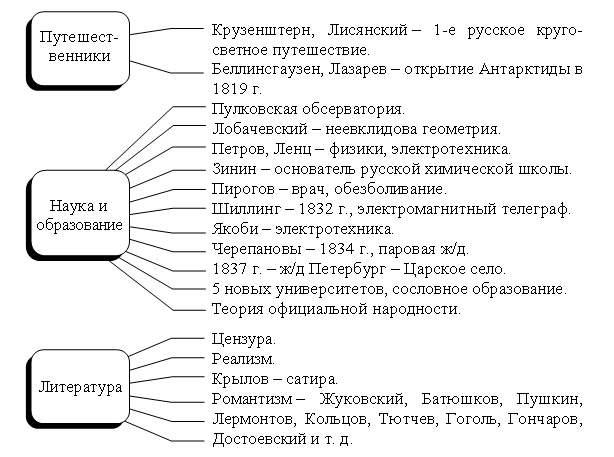 Путешест-
венники
Крузенштерн, Лисянский – 1-е русское круго-
светное путешествие.
Беллинсгаузен, Лазарев – открытие Антарктиды в
1819 г.
Наука и
образование
Пулковская обсерватория.
Лобачевский – неевклидова геометрия.
Петров, Ленц – физики, электротехника.
Зинин – основатель русской химической школы.
Пирогов – врач, обезболивание.
Шиллинг – 1832 г., электромагнитный телеграф.
Якоби – электротехника.
Черепановы – 1834 г., паровая ж/д.
1837 г. – ж/д Петербург – Царское село.
5 новых университетов, сословное образование.
Теория официальной народности.
Литература
Цензура.
Реализм.
Крылов – сатира.
Романтизм – Жуковский, Батюшков, Пушкин,
Лермонтов, Кольцов, Тютчев, Гоголь, Гончаров,
Достоевский и т. д.